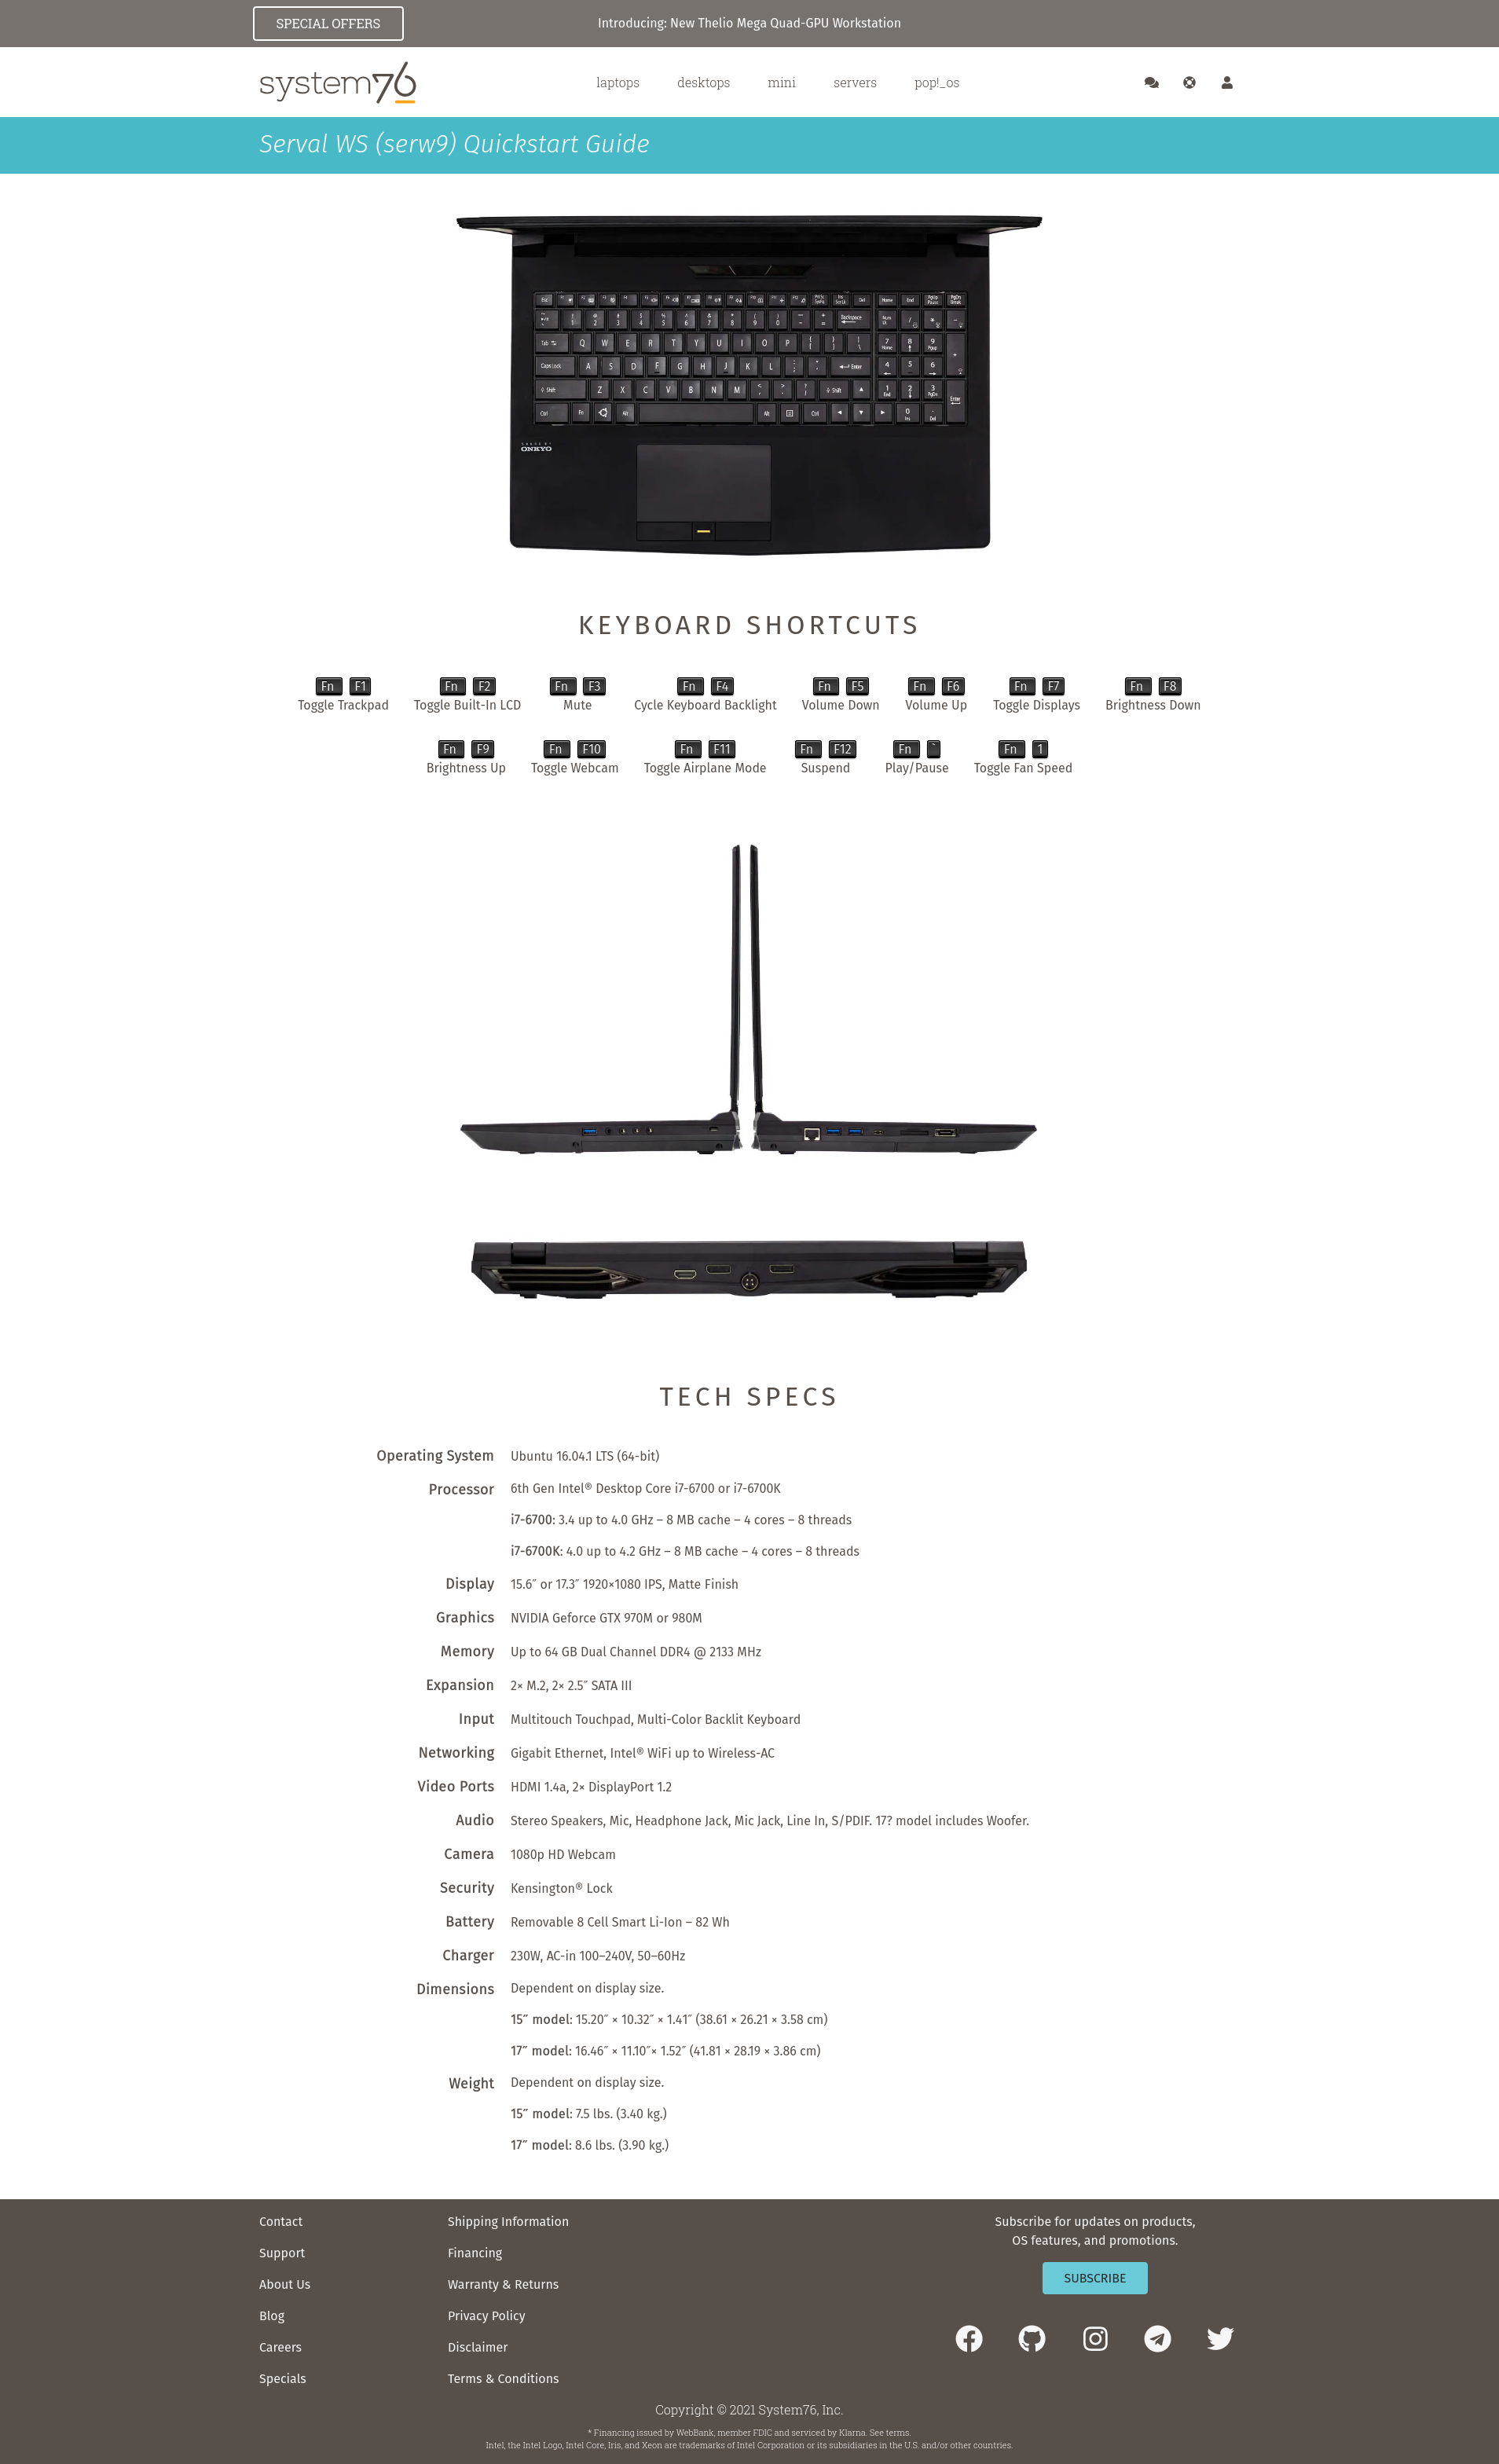 SPECIAL OFFERS
Introducing: New Thelio Mega Quad-GPU Workstation
system76
laptops desktops mini servers pop!_os
Serval WS (serw9) Quickstart Guide
ONKYO
KEYBOARD SHORTCUTS
Fn F1 Fn F2 Fn F3 Fn F4 Fn F5 Fn F6 Fn F7 Fn F8
Toggle Trackpad Toggle Built-In LCD Mute Cycle Keyboard Backlight Volume Down Volume Up Toggle Displays Brightness Down
Fn F9 Fn F10 Fn F11 Fn F12 Fn ` Fn 1
Brightness Up Toggle Webcam Toggle Airplane Mode Suspend Play/Pause Toggle Fan Speed
TECH SPECS
Operating System Ubuntu 16.04.1 LTS (64-bit)
Processor 6th Gen Intel® Desktop Core i7-6700 or i7-6700K
i7-6700: 3.4 up to 4.0 GHz – 8 MB cache – 4 cores – 8 threads
i7-6700K: 4.0 up to 4.2 GHz – 8 MB cache – 4 cores – 8 threads
Display 15.6″ or 17.3″ 1920×1080 IPS, Matte Finish
Graphics NVIDIA Geforce GTX 970M or 980M
Memory Up to 64 GB Dual Channel DDR4 @ 2133 MHz
Expansion 2× M.2, 2× 2.5″ SATA III
Input Multitouch Touchpad, Multi-Color Backlit Keyboard
Networking Gigabit Ethernet, Intel® WiFi up to Wireless-AC
Video Ports HDMI 1.4a, 2× DisplayPort 1.2
Audio Stereo Speakers, Mic, Headphone Jack, Mic Jack, Line In, S/PDIF. 17? model includes Woofer.
Camera 1080p HD Webcam
Security Kensington® Lock
Battery Removable 8 Cell Smart Li-Ion – 82 Wh
Charger 230W, AC-in 100–240V, 50–60Hz
Dimensions Dependent on display size.
15″ model: 15.20″ × 10.32″ × 1.41″ (38.61 × 26.21 × 3.58 cm)
17″ model: 16.46″ × 11.10″× 1.52″ (41.81 × 28.19 × 3.86 cm)
Weight Dependent on display size.
15″ model: 7.5 lbs. (3.40 kg.)
17″ model: 8.6 lbs. (3.90 kg.)
Contact
Support
About Us
Blog
Careers
Specials
Shipping Information
Financing
Warranty & Returns
Privacy Policy
Disclaimer
Terms & Conditions
Subscribe for updates on products,
OS features, and promotions.
SUBSCRIBE
Copyright © 2021 System76, Inc.
* Financing issued by WebBank, member FDIC and serviced by Klarna. See terms.
Intel, the Intel Logo, Intel Core, Iris, and Xeon are trademarks of Intel Corporation or its subsidiaries in the U.S. and/or other countries.